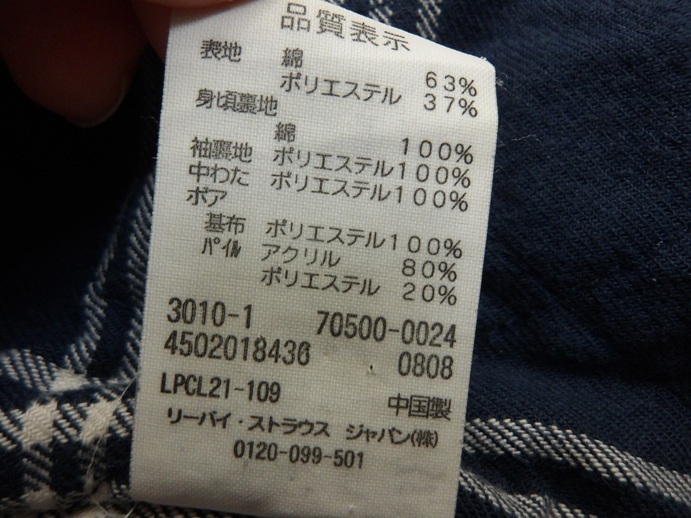 品質表示
表地 綿 63%
ポリエステル 37%
身頃裏地
綿 100%
袖裏地 ポリエステル100%
中わた ポリエステル100%
ボア
基布 ポリエステル100%
パイル アクリル 80%
ポリエステル 20%
3010-1 70500-0024
4502018436 0808
LPCL21-109 中国製
リーバイ・ストラウス ジャパン(株)
0120-099-501